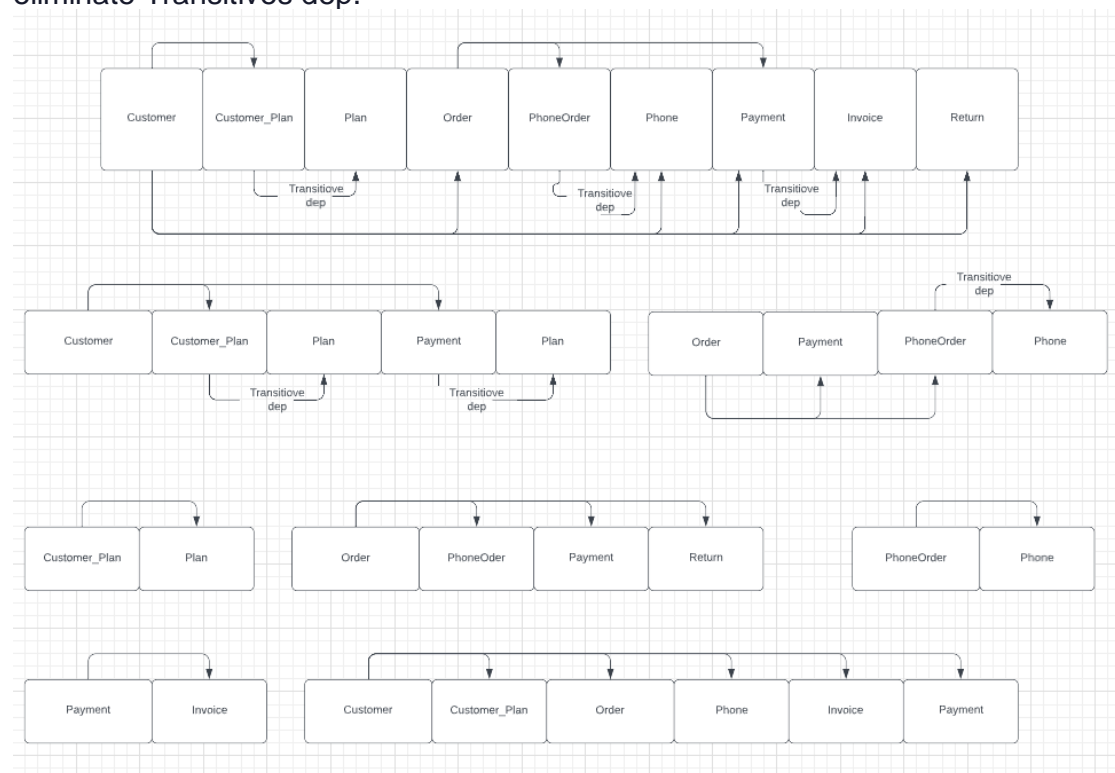 eliminate Transitives dep.
Customer Customer_Plan Plan Order PhoneOrder Phone Payment Invoice Return
Transitiove
dep
Transitiove
dep
Transitiove
dep
Transitiove
dep
Customer Customer_Plan Plan Payment Plan
Order Payment PhoneOrder Phone
Transitiove
dep
Transitiove
dep
Customer_Plan Plan
Order PhoneOder Payment Return
PhoneOrder Phone
Payment Invoice
Customer Customer_Plan Order Phone Invoice Payment